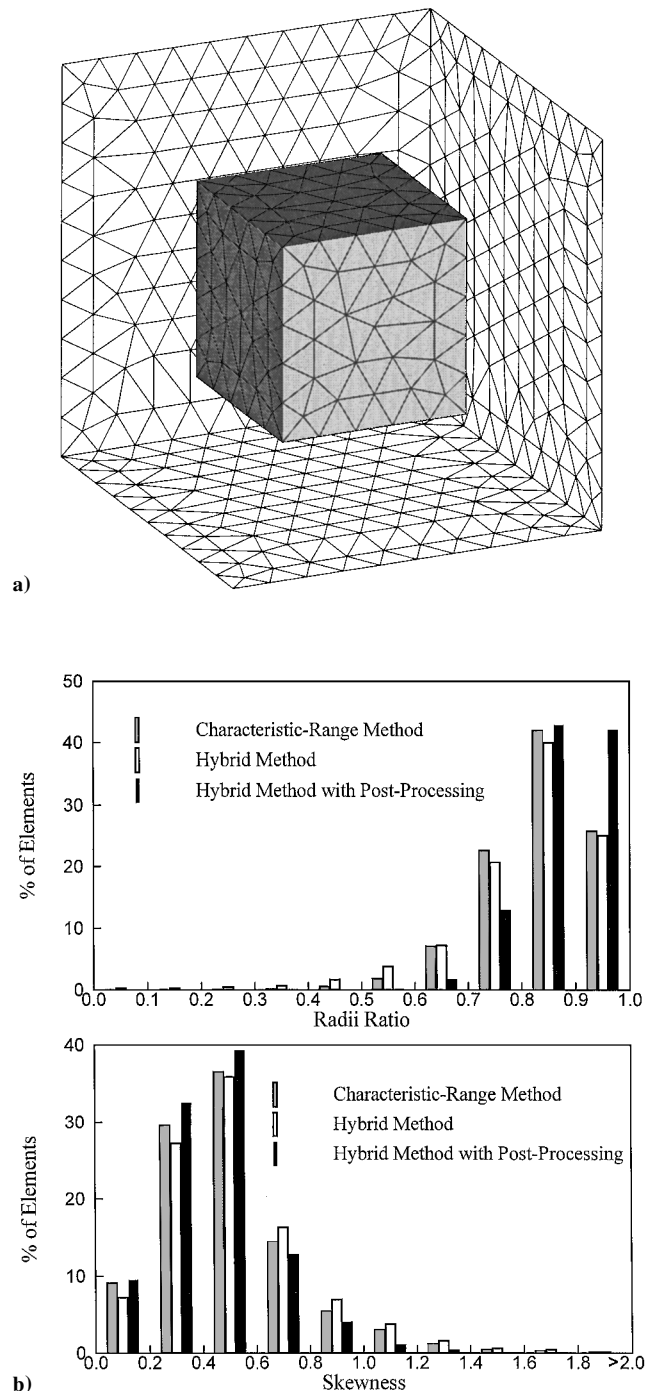 a)
50
40
30
20
10
0
% of Elements
Characteristic-Range Method
Hybrid Method
Hybrid Method with Post-Processing
0.0 0.1 0.2 0.3 0.4 0.5 0.6 0.7 0.8 0.9 1.0
Radii Ratio
40
30
20
10
0
% of Elements
Characteristic-Range Method
Hybrid Method
Hybrid Method with Post-Processing
0.0 0.2 0.4 0.6 0.8 1.0 1.2 1.4 1.6 1.8 >2.0
Skewness
b)